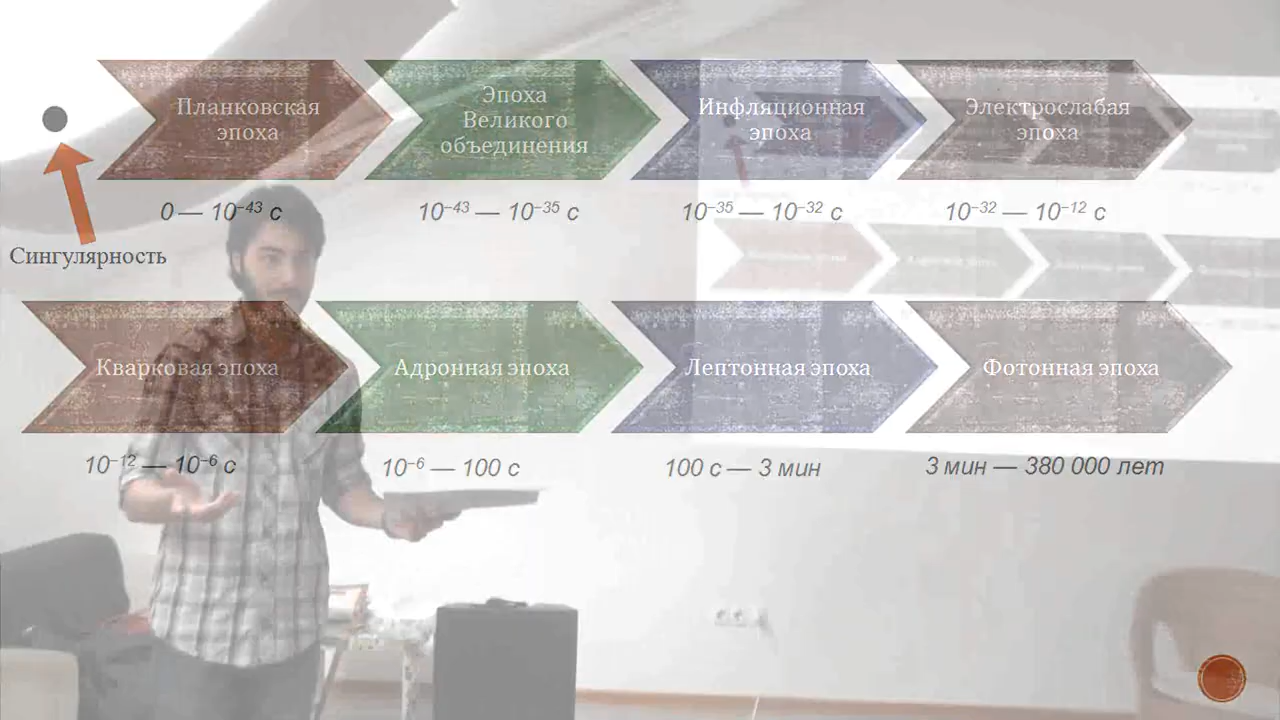 Планковская
эпоха
Эпоха
Великого
объединения
Инфляционная
эпоха
Электрослабая
эпоха
0 — 10⁻⁴³ с
10⁻⁴³ — 10⁻³⁵ с
10⁻³⁵ — 10⁻³² с
10⁻³² — 10⁻¹² с
Сингулярность
Кварковая эпоха
Адронная эпоха
Лептонная эпоха
Фотонная эпоха
10⁻¹² — 10⁻⁶ с
10⁻⁶ — 100 с
100 с — 3 мин
3 мин — 380 000 лет